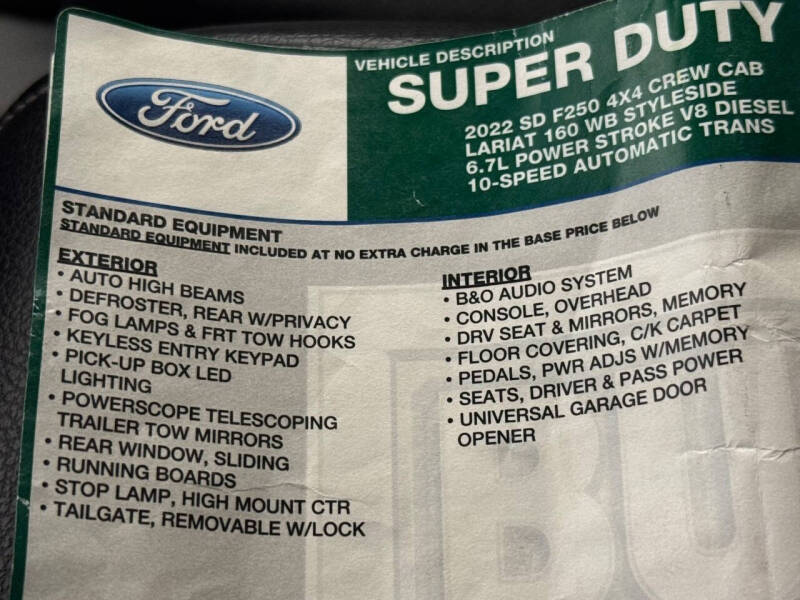 Ford
VEHICLE DESCRIPTION
SUPER DUTY
2022 SD F250 4X4 CREW CAB
LARIAT 160 WB STYLESIDE
6.7L POWER STROKE V8 DIESEL
10-SPEED AUTOMATIC TRANS
STANDARD EQUIPMENT
STANDARD EQUIPMENT INCLUDED AT NO EXTRA CHARGE IN THE BASE PRICE BELOW
EXTERIOR
• AUTO HIGH BEAMS
• DEFROSTER, REAR W/PRIVACY
• FOG LAMPS & FRT TOW HOOKS
• KEYLESS ENTRY KEYPAD
• PICK-UP BOX LED
LIGHTING
• POWERSCOPE TELESCOPING
TRAILER TOW MIRRORS
• REAR WINDOW, SLIDING
• RUNNING BOARDS
• STOP LAMP, HIGH MOUNT CTR
• TAILGATE, REMOVABLE W/LOCK
INTERIOR
• B&O AUDIO SYSTEM
• CONSOLE, OVERHEAD
• DRV SEAT & MIRRORS, MEMORY
• FLOOR COVERING, C/K CARPET
• PEDALS, PWR ADJS W/MEMORY
• SEATS, DRIVER & PASS POWER
• UNIVERSAL GARAGE DOOR
OPENER